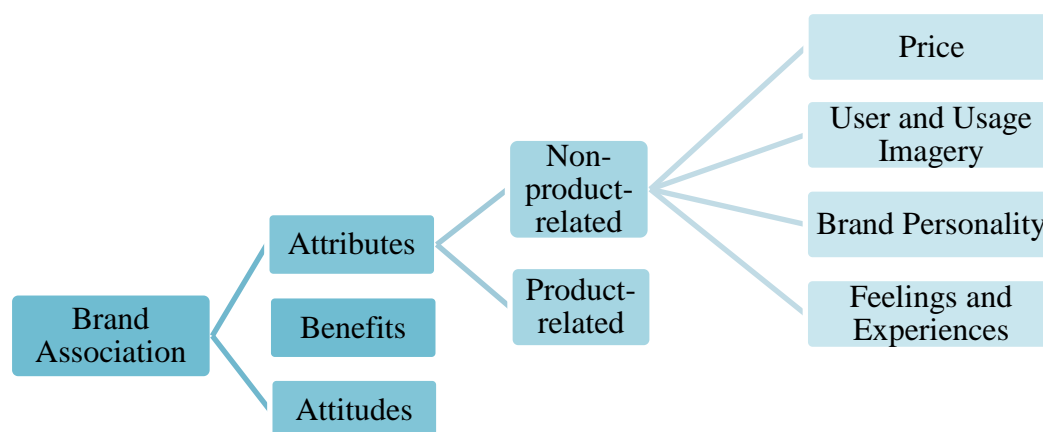 Brand
Association
Attributes
Benefits
Attitudes
Non-
product-
related
Product-
related
Price
User and Usage
Imagery
Brand Personality
Feelings and
Experiences